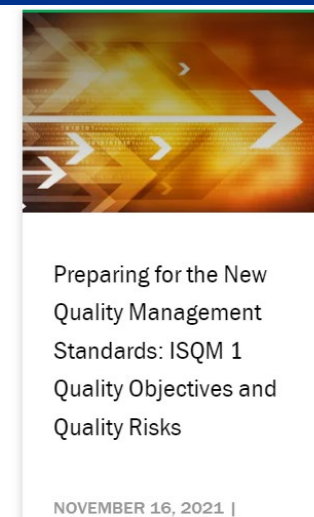 Preparing for the New
Quality Management
Standards: ISQM 1
Quality Objectives and
Quality Risks
NOVEMBER 16, 2021 |